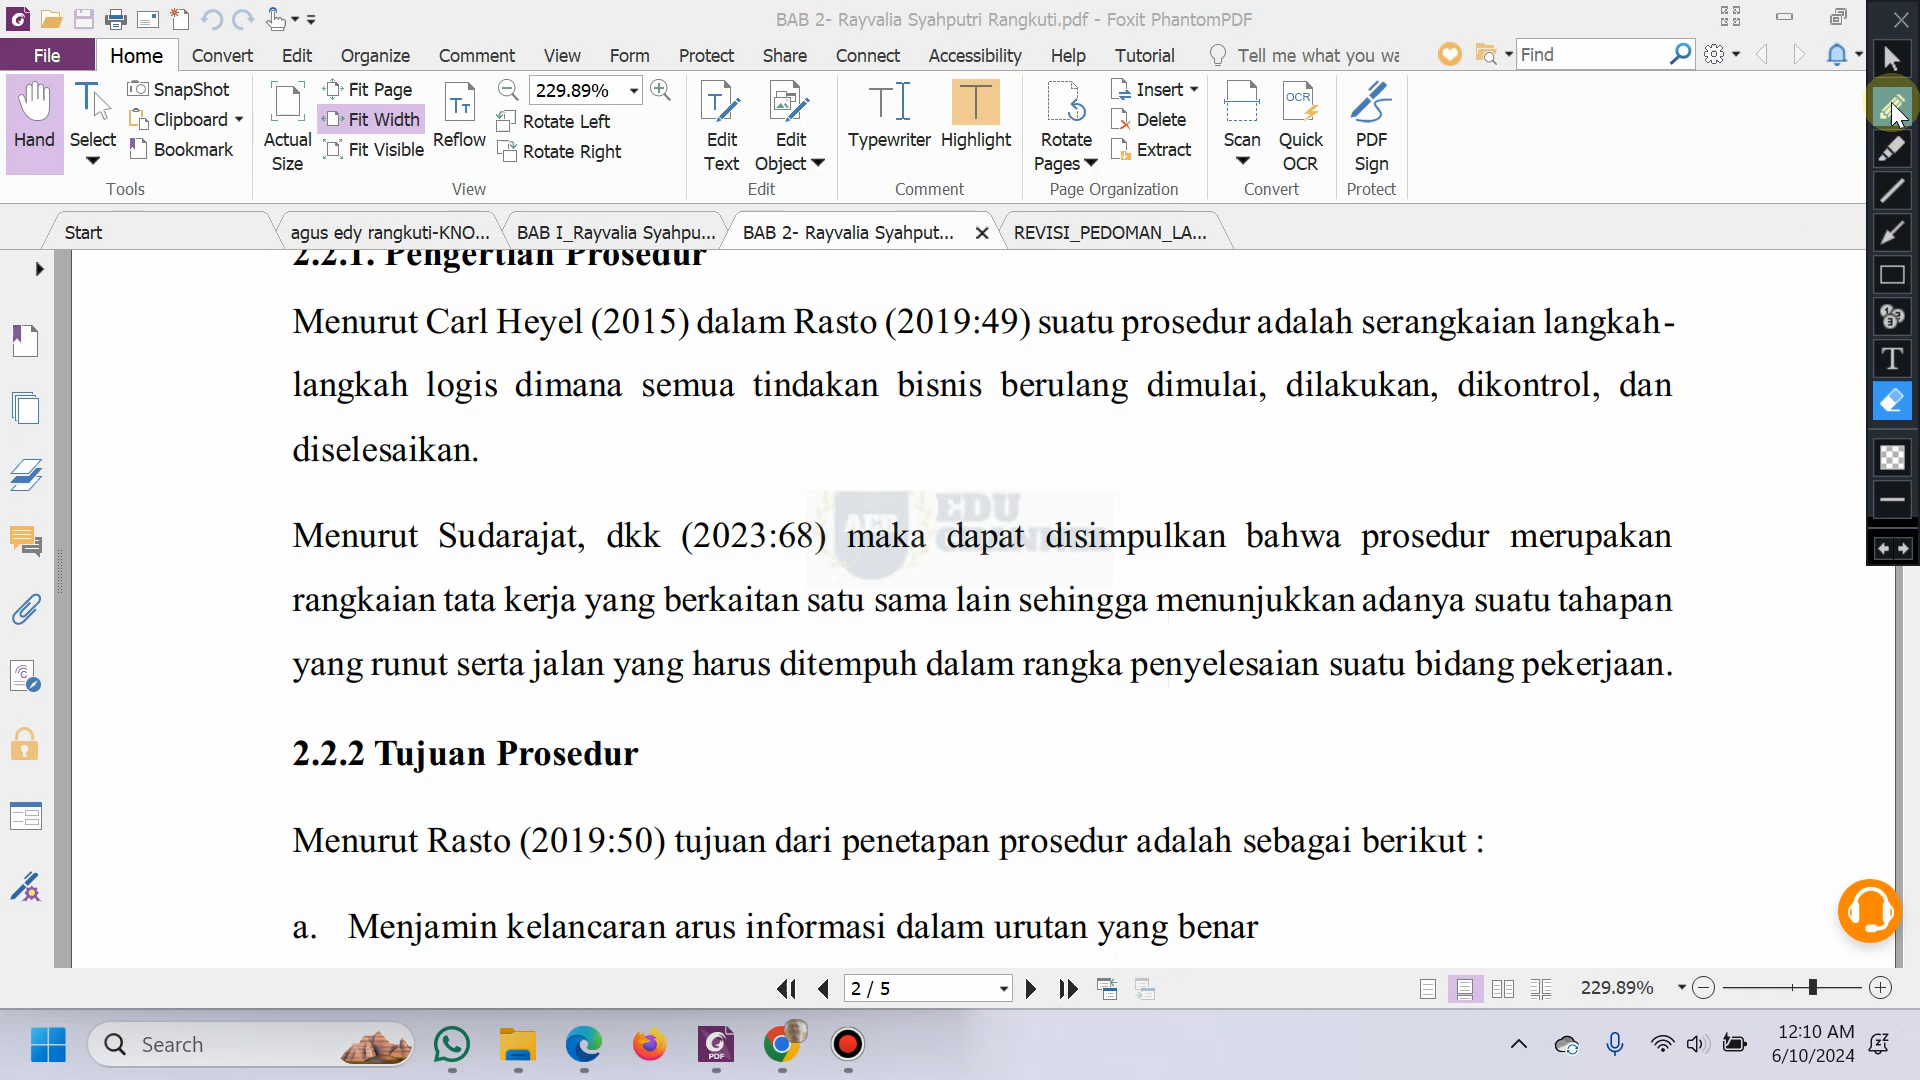 BAB 2- Rayvalia Syahputri Rangkuti.pdf - Foxit PhantomPDF
File Home Convert Edit Organize Comment View Form Protect Share Connect Accessibility Help Tutorial Tell me what you wa Find
Hand
Select
SnapShot
Clipboard
Bookmark
Tools
Actual Size
Fit Page
Fit Width
Fit Visible
Reflow
229.89%
Rotate Left
Rotate Right
View
Edit Text
Edit Object
Edit
Typewriter
Highlight
Comment
Rotate Pages
Insert
Delete
Extract
Page Organization
Scan
Quick OCR
Convert
PDF Sign
Protect
Start
agus edy rangkuti-KNO...
BAB I_Rayvalia Syahpu...
BAB 2- Rayvalia Syahput...
REVISI_PEDOMAN_LA...
2.2.1. Pengertian Prosedur
Menurut Carl Heyel (2015) dalam Rasto (2019:49) suatu prosedur adalah serangkaian langkah-
langkah logis dimana semua tindakan bisnis berulang dimulai, dilakukan, dikontrol, dan
diselesaikan.
EDU
CHANNEL
Menurut Sudarajat, dkk (2023:68) maka dapat disimpulkan bahwa prosedur merupakan
rangkaian tata kerja yang berkaitan satu sama lain sehingga menunjukkan adanya suatu tahapan
yang runut serta jalan yang harus ditempuh dalam rangka penyelesaian suatu bidang pekerjaan.
2.2.2 Tujuan Prosedur
Menurut Rasto (2019:50) tujuan dari penetapan prosedur adalah sebagai berikut :
a. Menjamin kelancaran arus informasi dalam urutan yang benar
2 / 5
229.89%
Search
12:10 AM
6/10/2024